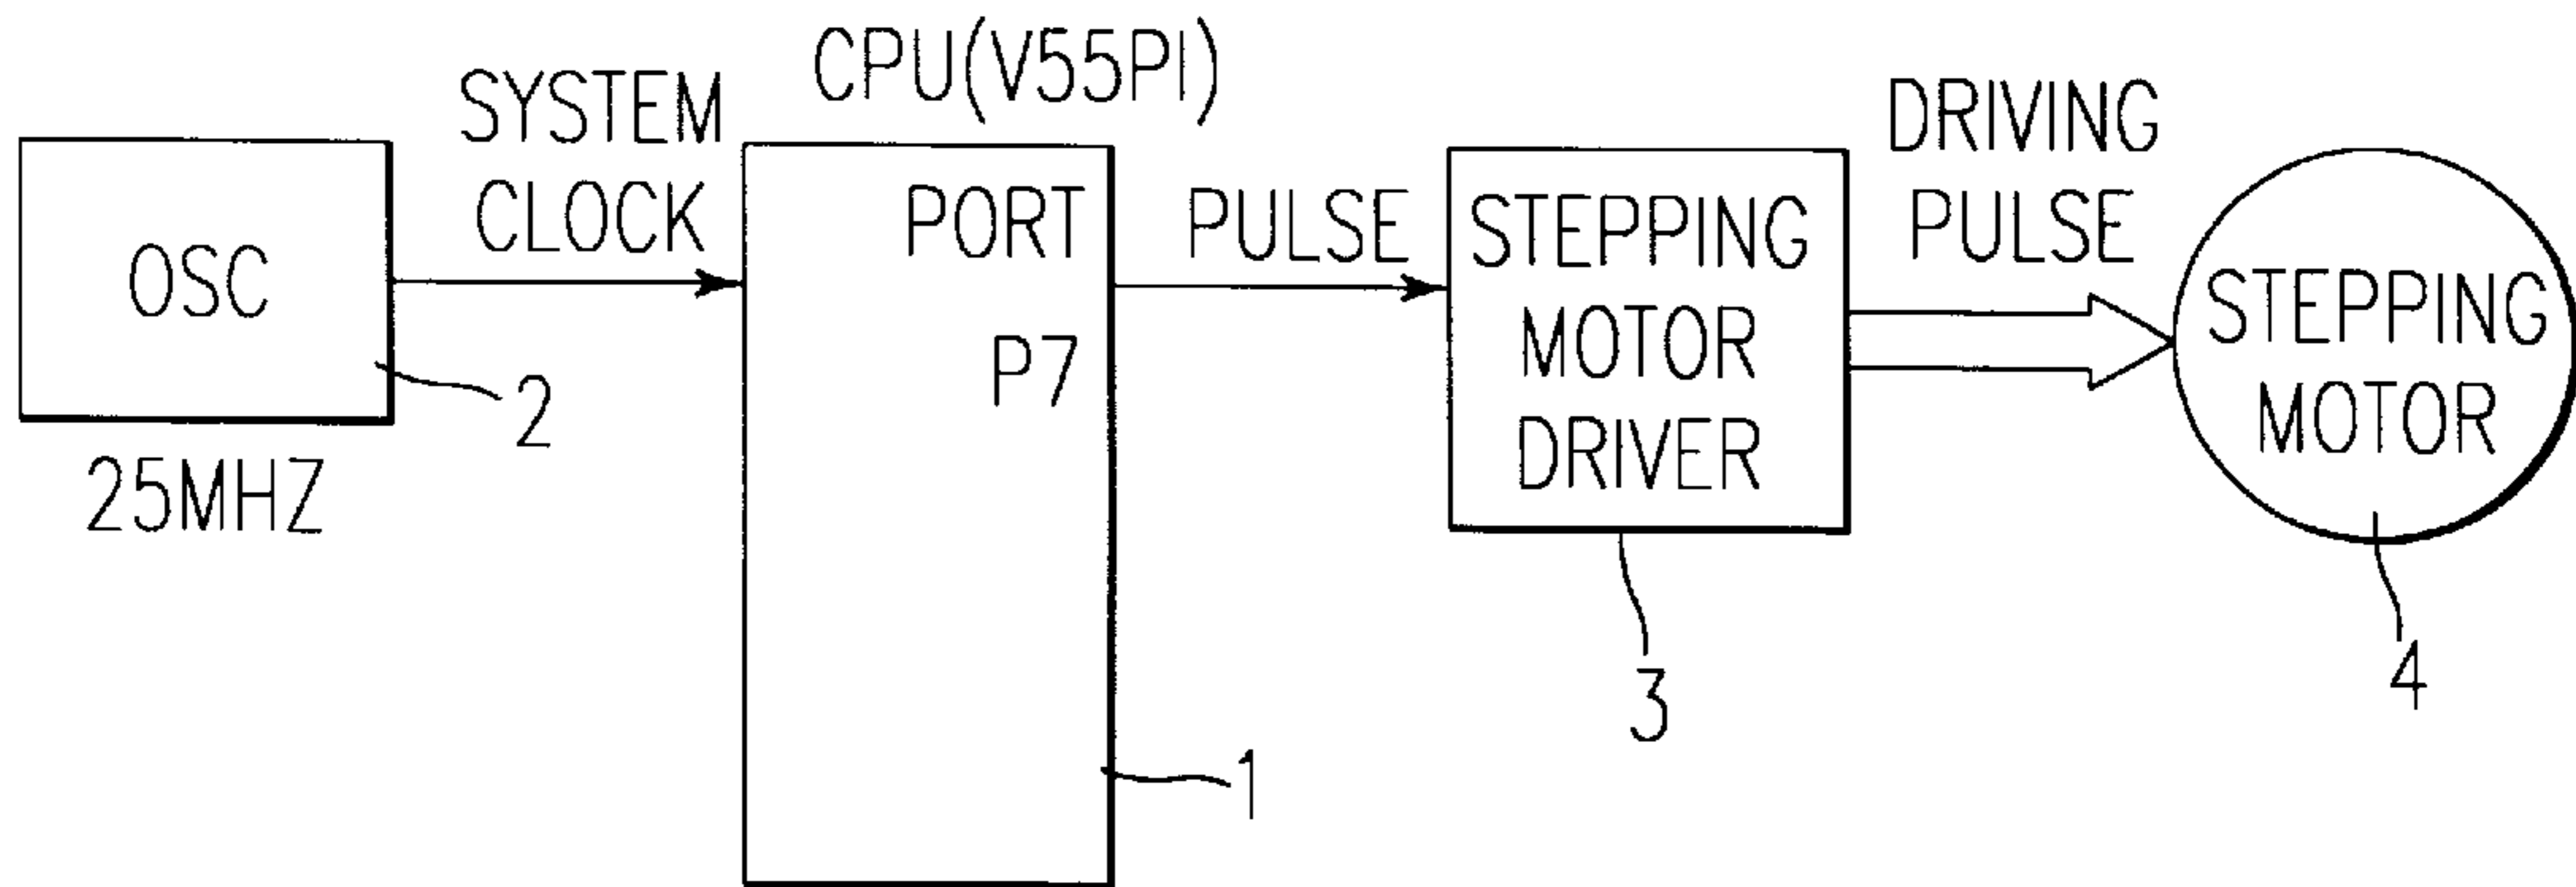 OSC
25MHZ
2
SYSTEM
CLOCK
CPU(V55PI)
PORT
P7
1
PULSE
STEPPING
MOTOR
DRIVER
3
DRIVING
PULSE
STEPPING
MOTOR
4